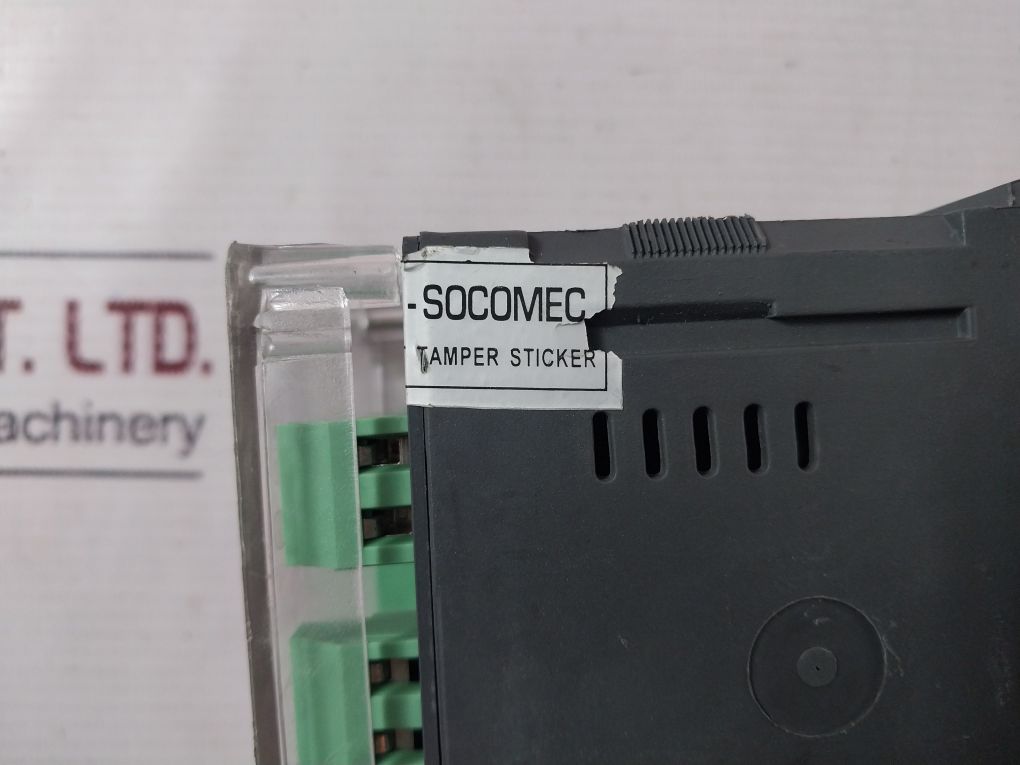 -SOCOMEC
TAMPER STICKER
T. LTD.
achinery